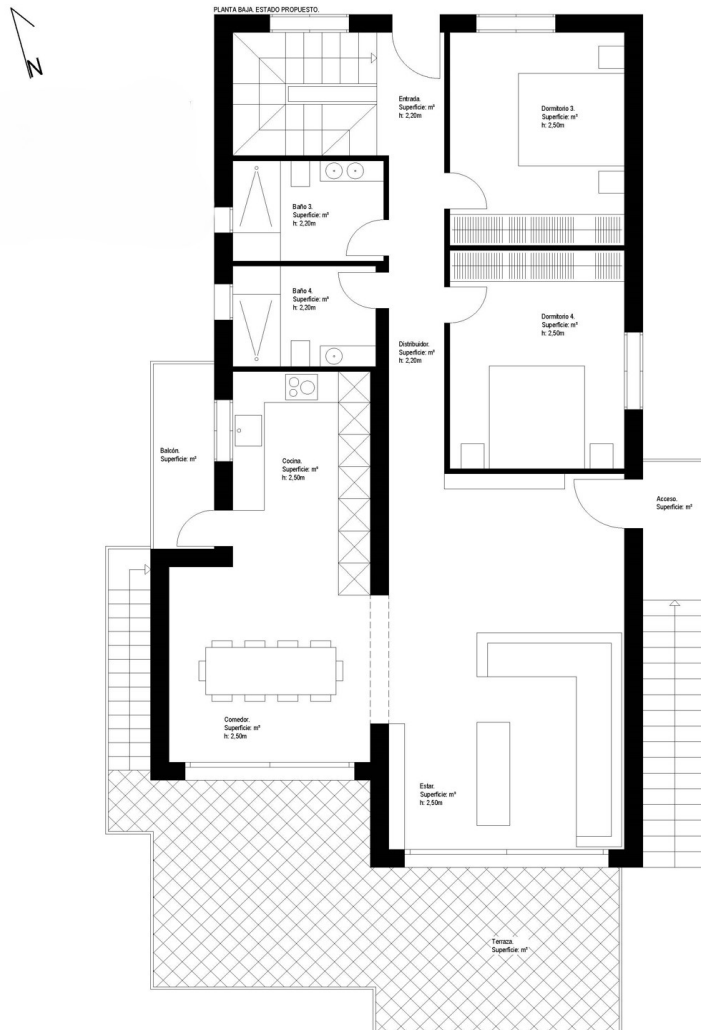 PLANTA BAJA. ESTADO PROPUESTO.
N
Entrada.
Superficie: m²
h: 2,20m
Dormitorio 3.
Superficie: m²
h: 2,50m
Baño 3.
Superficie: m²
h: 2,20m
Baño 4.
Superficie: m²
h: 2,20m
Dormitorio 4.
Superficie: m²
h: 2,50m
Distribuidor.
Superficie: m²
h: 2,20m
Balcón.
Superficie: m²
Cocina.
Superficie: m²
h: 2,50m
Acceso.
Superficie: m²
Comedor.
Superficie: m²
h: 2,50m
Estar.
Superficie: m²
h: 2,50m
Terraza.
Superficie: m²